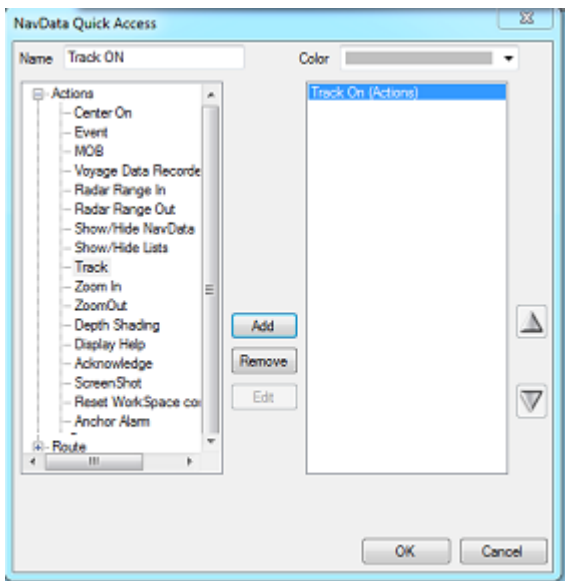 NavData Quick Access
Name Track ON Color
Actions
Track On (Actions)
Center On
Event
MOB
Voyage Data Recorde
Radar Range In
Radar Range Out
Show/Hide NavData
Show/Hide Lists
Track
Zoom In
ZoomOut
Depth Shading
Display Help
Acknowledge
ScreenShot
Reset WorkSpace co
Anchor Alarm
Route
Add
Remove
Edit
OK Cancel